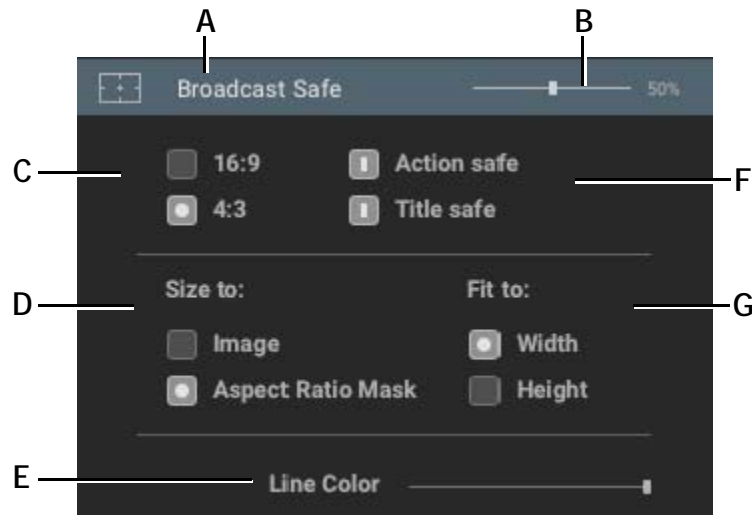 A
B
Broadcast Safe 50%
C
16:9 Action safe
F
4:3 Title safe
D
Size to: Fit to:
G
Image Width
Aspect Ratio Mask Height
E
Line Color